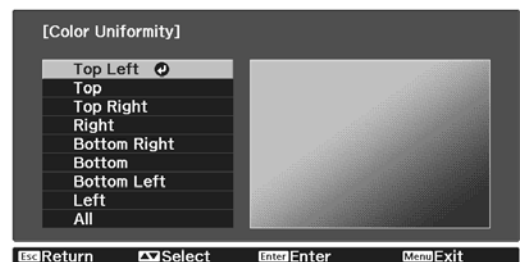 [Color Uniformity]
Top Left
Top
Top Right
Right
Bottom Right
Bottom
Bottom Left
Left
All
Esc Return Select Enter Enter Menu Exit